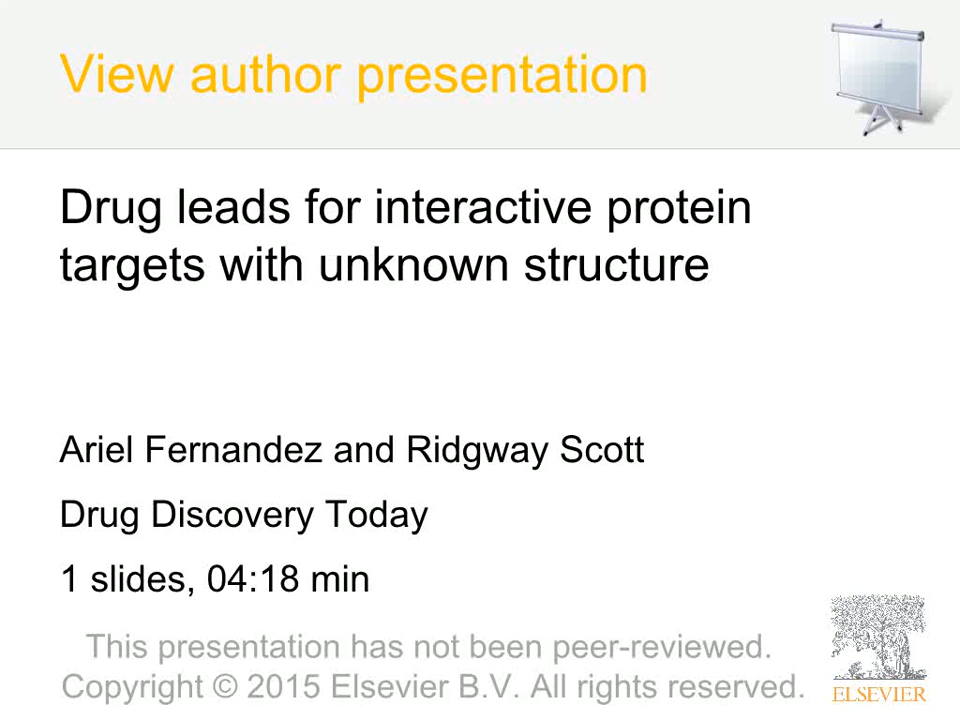 View author presentation
Drug leads for interactive protein
targets with unknown structure
Ariel Fernandez and Ridgway Scott
Drug Discovery Today
1 slides, 04:18 min
This presentation has not been peer-reviewed.
Copyright © 2015 Elsevier B.V. All rights reserved.
ELSEVIER